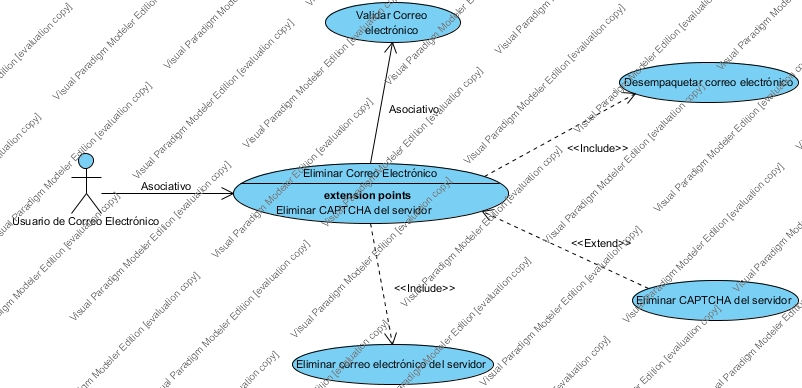 Validar Correo
electrónico
Desempaquetar correo electrónico
Asociativo
<<Include>>
Eliminar Correo Electrónico
extension points
Eliminar CAPTCHA del servidor
Asociativo
Usuario de Correo Electrónico
<<Extend>>
<<Include>>
Eliminar CAPTCHA del servidor
Eliminar correo electrónico del servidor
Visual Paradigm Modeler Edition [evaluation copy]